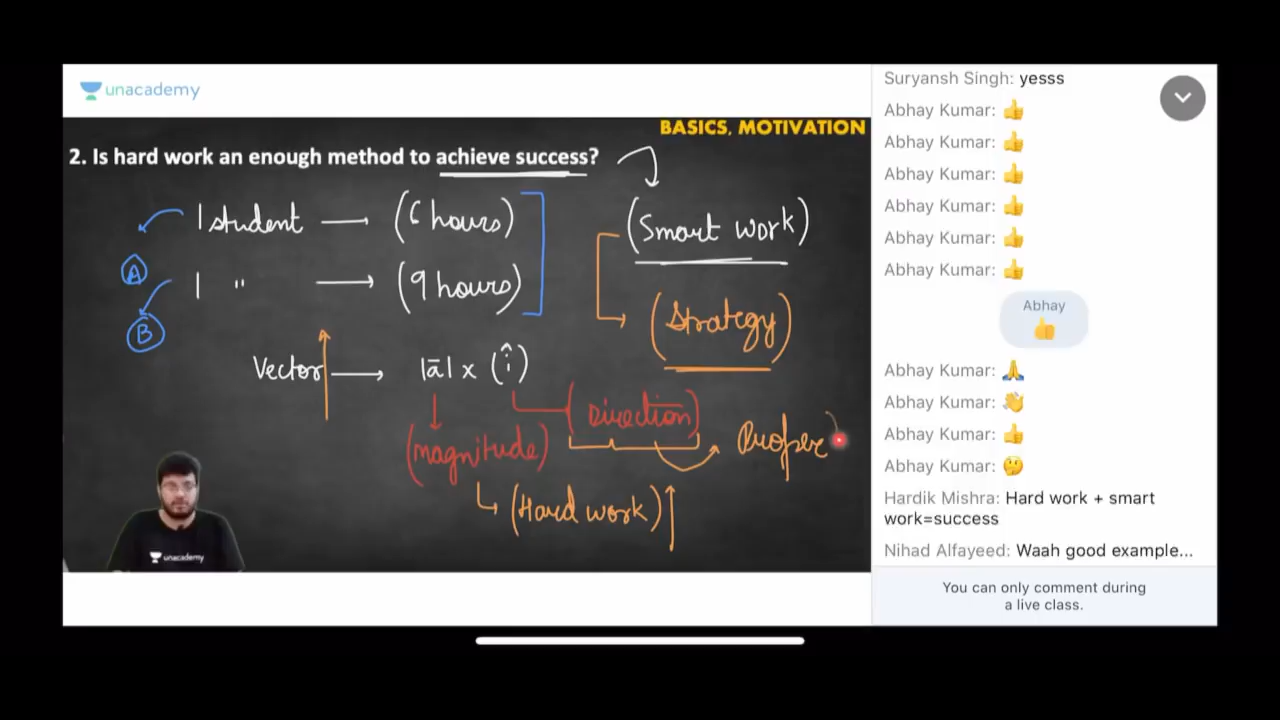 unacademy
BASICS, MOTIVATION
2. Is hard work an enough method to achieve success?
1 student → (6 hours)
(Smart work)
A
1 " → (9 hours)
B
(Strategy)
Vector → |a̅| x (î)
(Direction)
(magnitude)
Proper
(Hard work)
unacademy
Suryansh Singh: yesss
Abhay Kumar: 👍
Abhay Kumar: 👍
Abhay Kumar: 👍
Abhay Kumar: 👍
Abhay Kumar: 👍
Abhay Kumar: 👍
Abhay
👍
Abhay Kumar: 🙏
Abhay Kumar: 👏
Abhay Kumar: 👍
Abhay Kumar: 🤔
Hardik Mishra: Hard work + smart
work=success
Nihad Alfayeed: Waah good example...
You can only comment during
a live class.